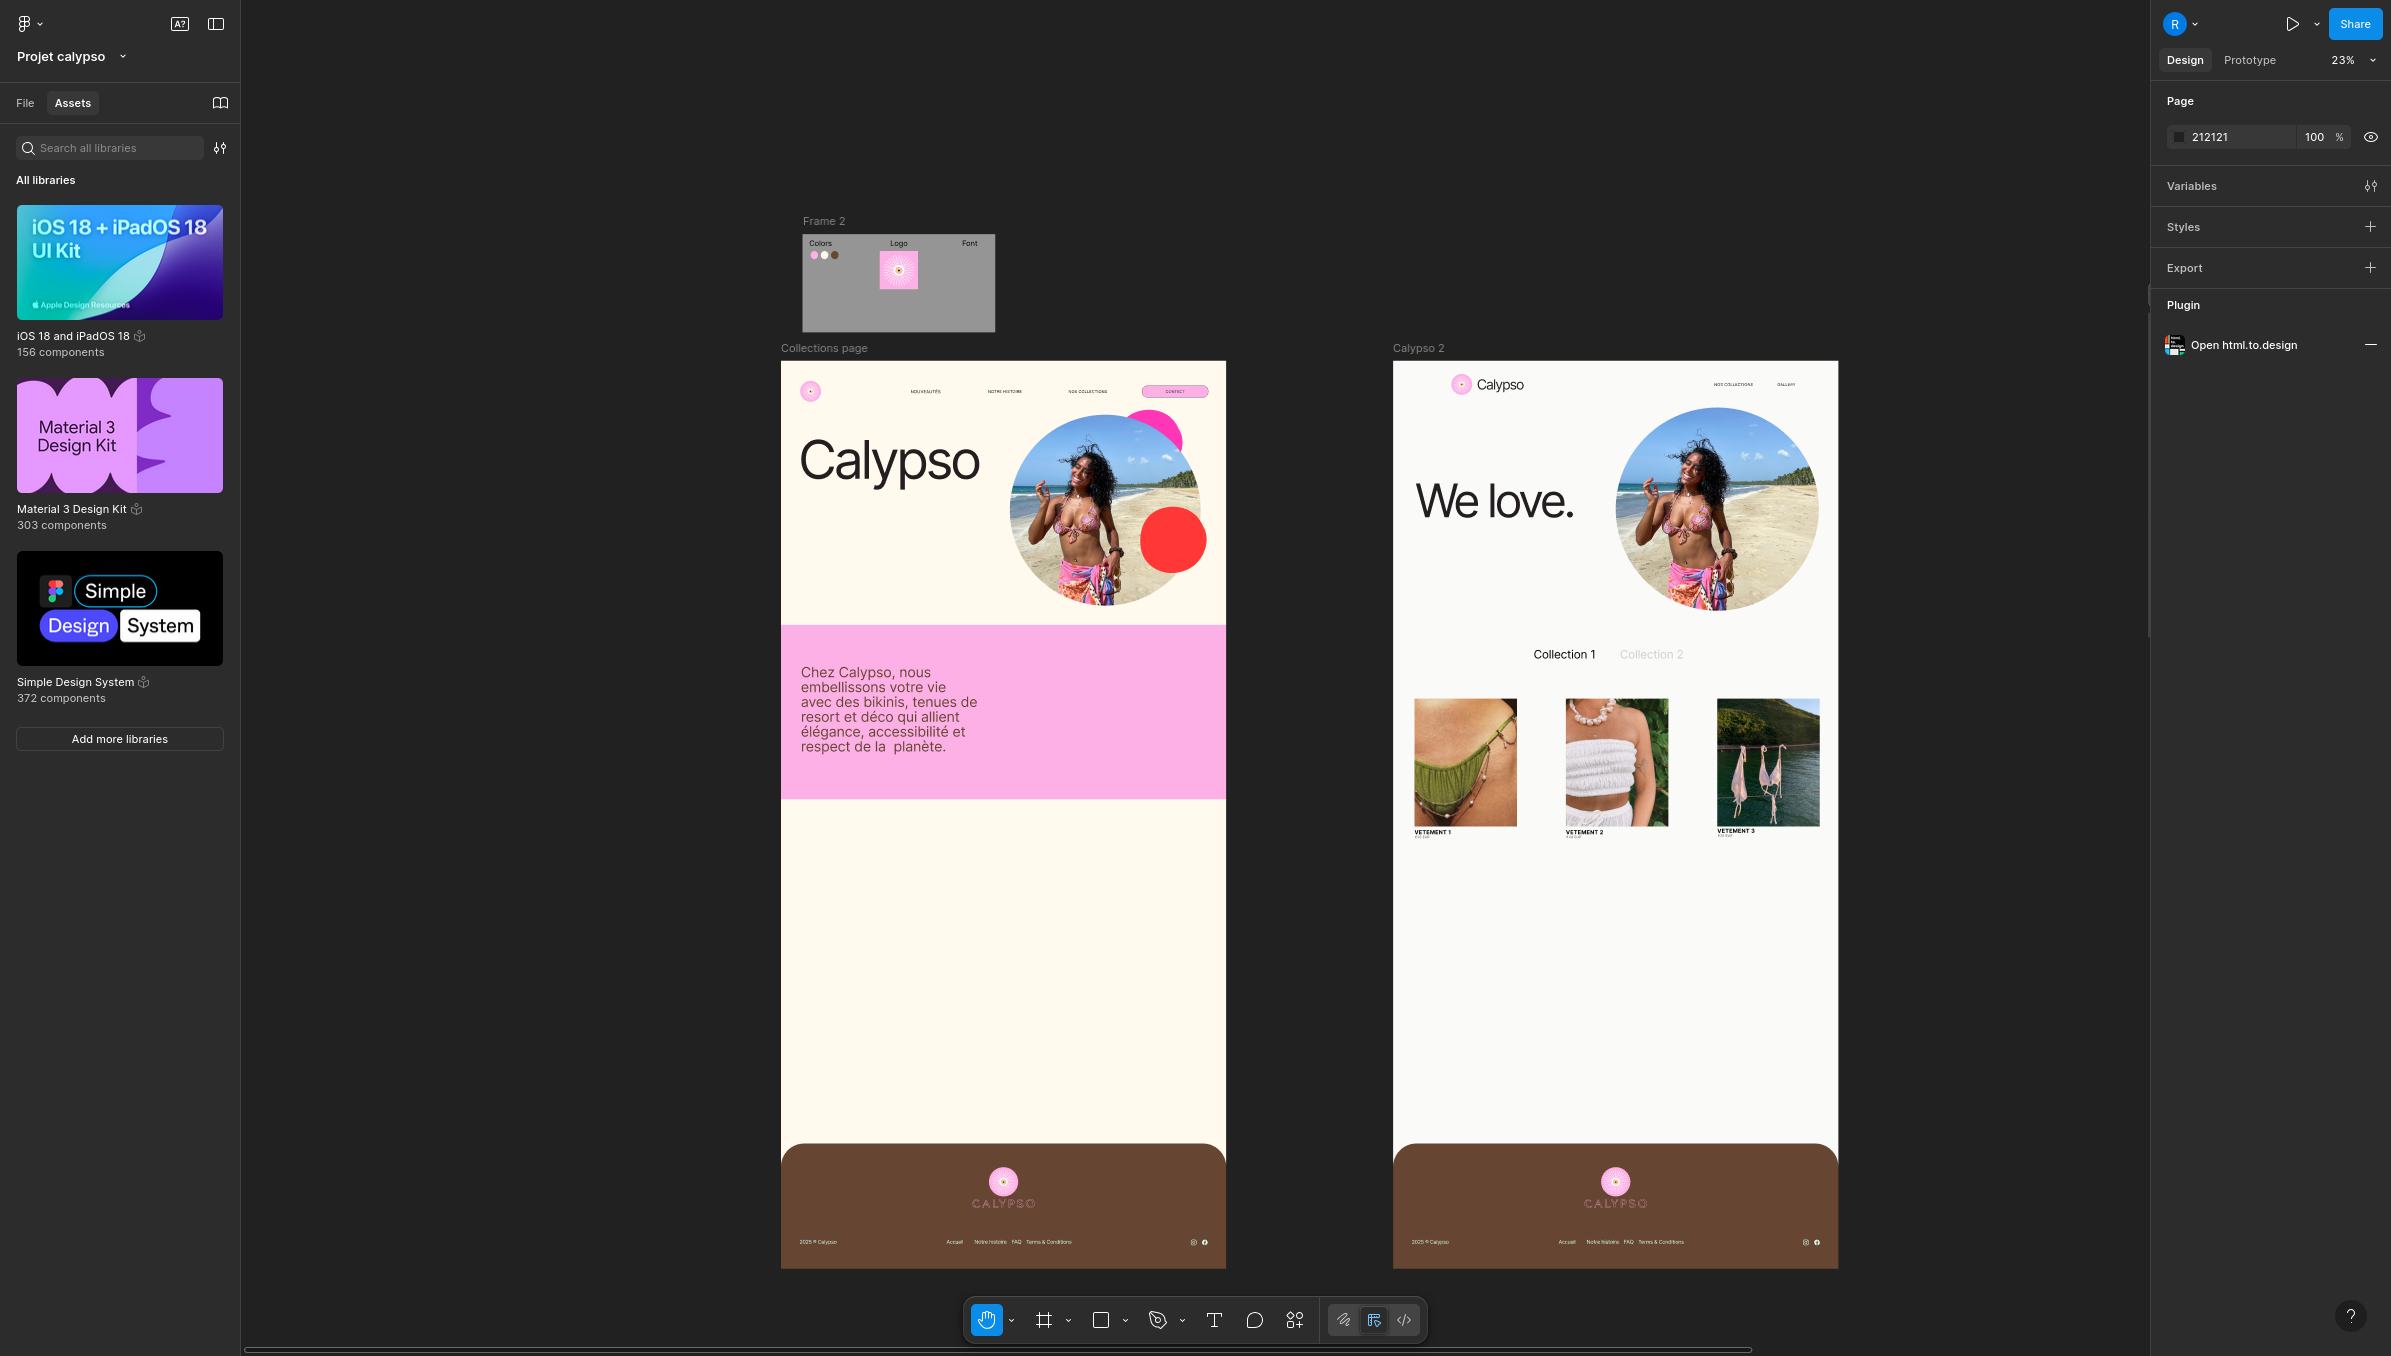 A?
Projet calypso
File
Assets
Search all libraries
All libraries
iOS 18 + iPadOS 18
UI Kit
Apple Design Resources
iOS 18 and iPadOS 18
156 components
Material 3
Design Kit
Material 3 Design Kit
303 components
Simple
Design System
Simple Design System
372 components
Add more libraries
Frame 2
Colors
Logo
Font
Collections page
NOUVEAUTÉS
NOTRE HISTOIRE
NOS COLLECTIONS
CONTACT
Calypso
Chez Calypso, nous
embellissons votre vie
avec des bikinis, tenues de
resort et déco qui allient
élégance, accessibilité et
respect de la  planète.
CALYPSO
2025 © Calypso
Accueil
Notre histoire
FAQ
Terms & Conditions
Calypso 2
Calypso
NOS COLLECTIONS
GALLERY
We love.
Collection 1
Collection 2
VETEMENT 1
VETEMENT 2
VETEMENT 3
CALYPSO
2025 © Calypso
Accueil
Notre histoire
FAQ
Terms & Conditions
R
Share
Design
Prototype
23%
Page
212121
100
%
Variables
Styles
Export
Plugin
html.to.design
Open html.to.design
?